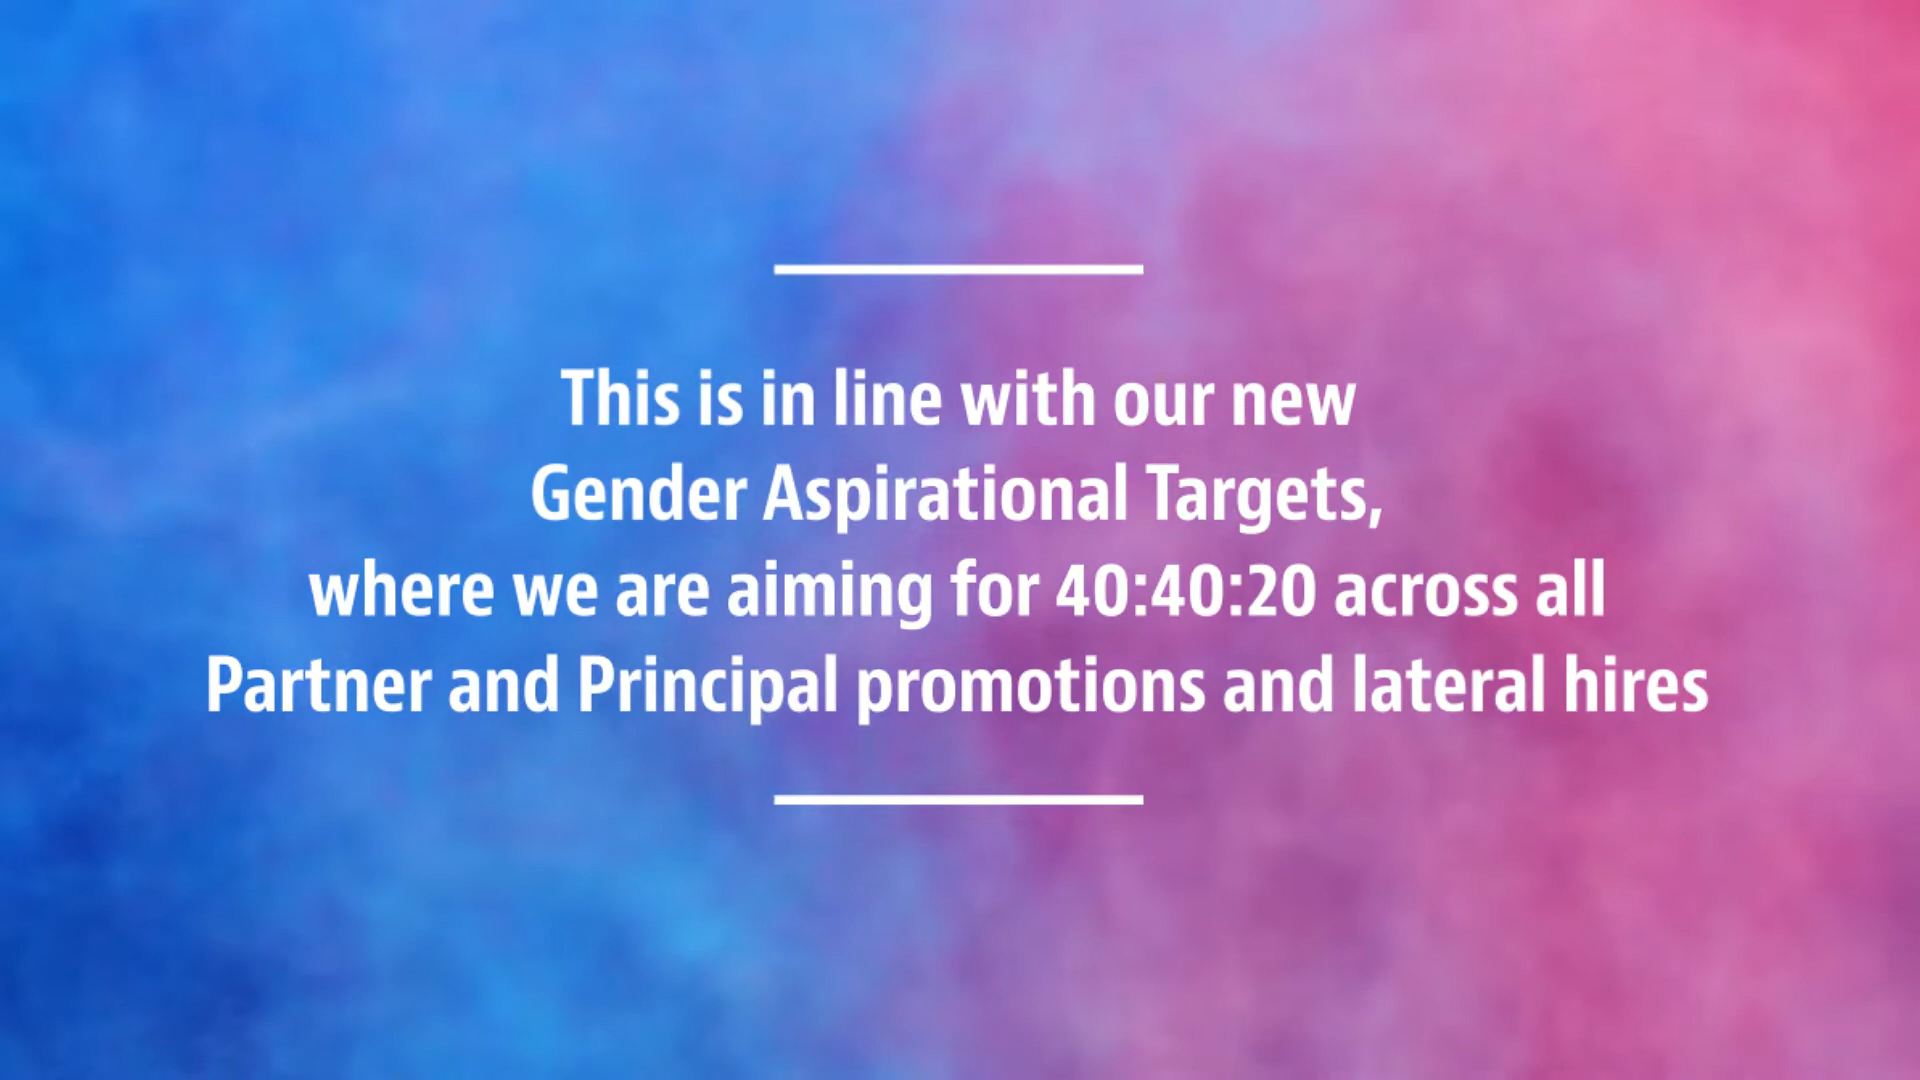 This is in line with our new
Gender Aspirational Targets,
where we are aiming for 40:40:20 across all
Partner and Principal promotions and lateral hires